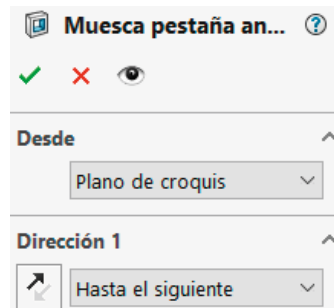 Muesca pestaña an...
Desde
Plano de croquis
Dirección 1
Hasta el siguiente